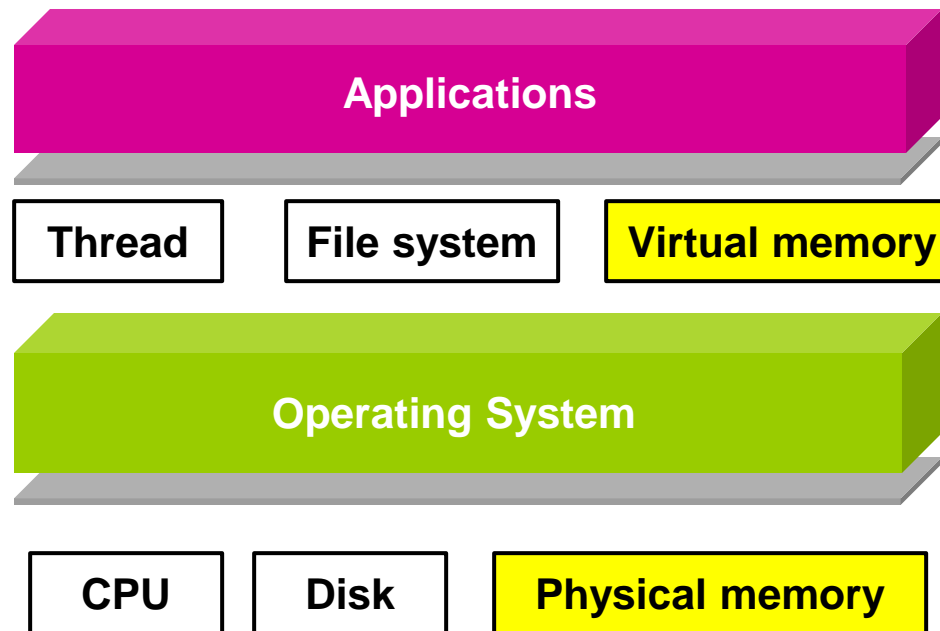 Applications
Thread File system Virtual memory
Operating System
CPU Disk Physical memory